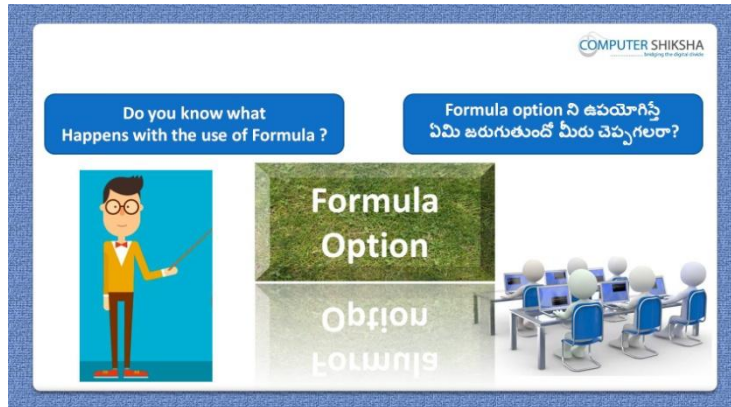 COMPUTER SHIKSHA
bridging the digital divide
Do you know what
Happens with the use of Formula ?
Formula option ని ఉపయోగిస్తే
ఏమి జరుగుతుందో మీరు చెప్పగలరా?
Formula
Option